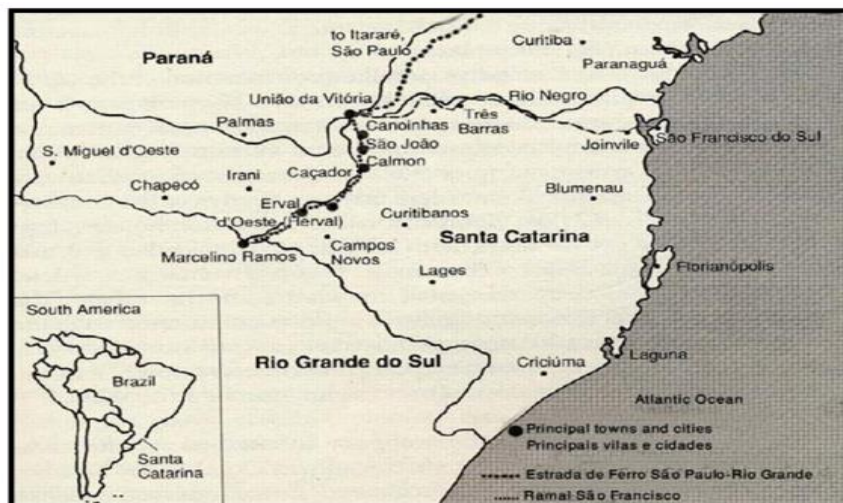 to Itararé,
São Paulo
Curitiba
Paraná
Paranaguá
União da Vitória
Rio Negro
Palmas
Canoinhas
Três
Barras
São João
São Francisco do Sul
Joinvile
S. Miguel d'Oeste
Calmon
Caçador
Irani
Chapecó
Blumenau
Erval
d'Oeste (Herval)
Curitibanos
Santa Catarina
Marcelino Ramos
Campos
Novos
Florianópolis
Lages
South America
Rio Grande do Sul
Criciúma
Laguna
Brazil
Atlantic Ocean
Principal towns and cities
Principais vilas e cidades
Santa
Catarina
Estrada de Ferro São Paulo-Rio Grande
Ramal São Francisco